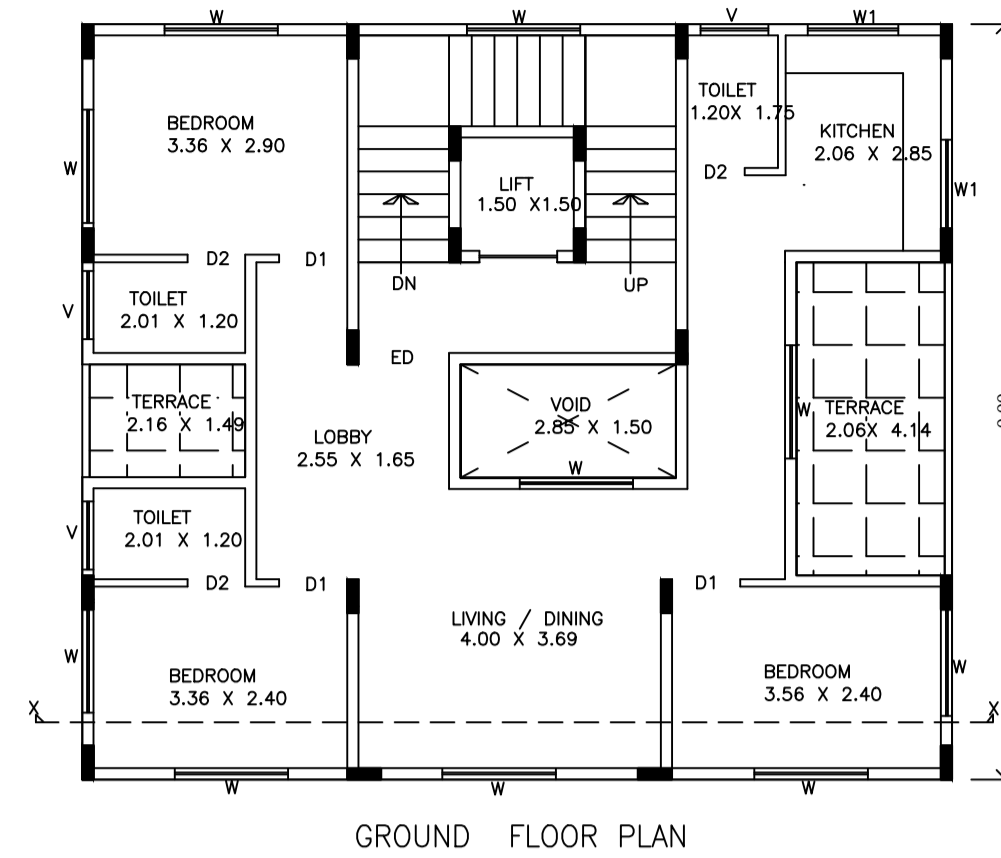 W
W
V
W1
BEDROOM
3.36 X 2.90
TOILET
1.20X 1.75
KITCHEN
2.06 X 2.85
W
LIFT
1.50 X1.50
D2
W1
D2
D1
DN
UP
TOILET
2.01 X 1.20
V
ED
TERRACE
2.16 X 1.49
VOID
2.85 X 1.50
W
TERRACE
2.06X 4.14
LOBBY
2.55 X 1.65
W
TOILET
2.01 X 1.20
V
D2
D1
D1
LIVING / DINING
4.00 X 3.69
W
BEDROOM
3.36 X 2.40
BEDROOM
3.56 X 2.40
W
X
X
W
W
W
GROUND FLOOR PLAN